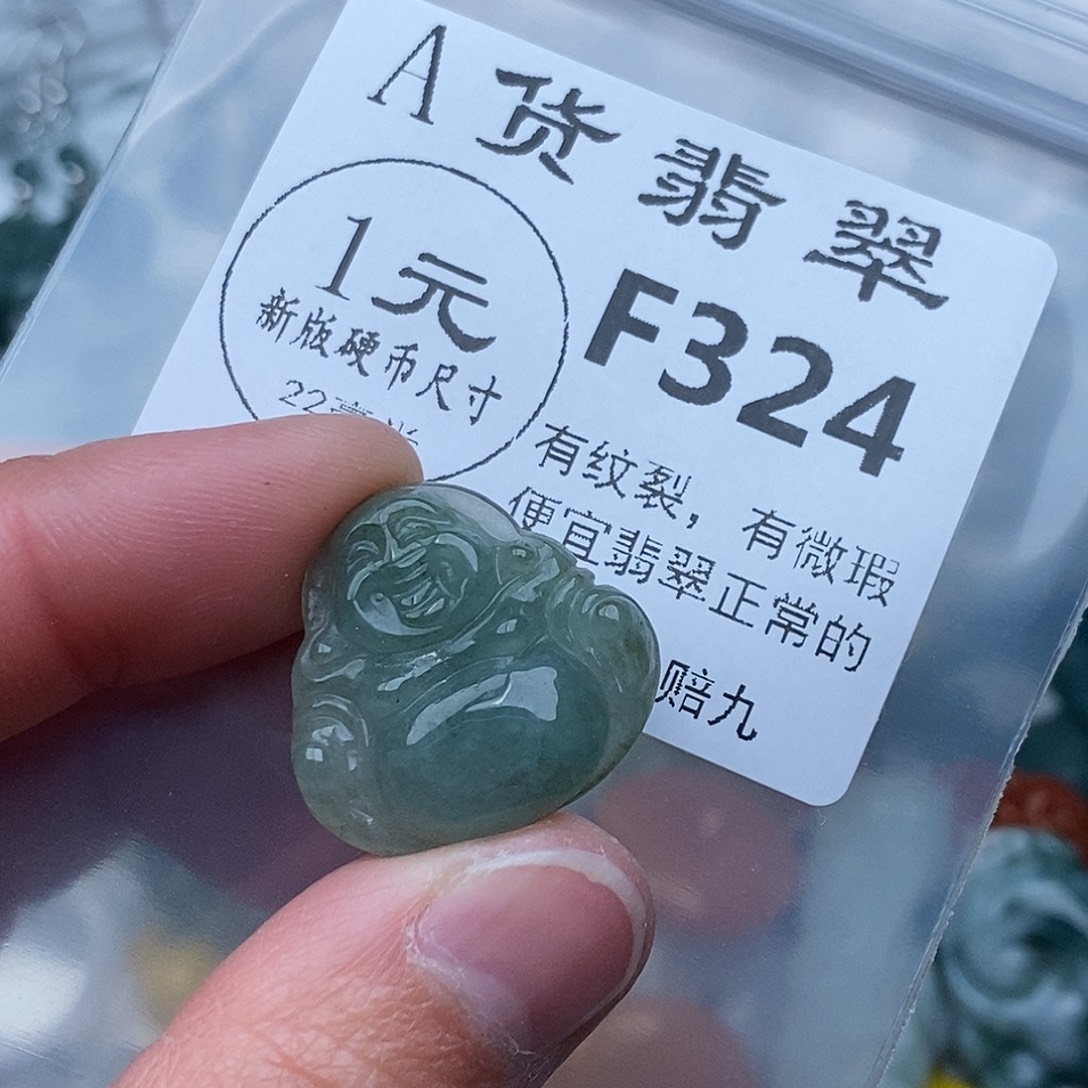 A货翡翠
1元
新版硬币尺寸
22
F324
有纹裂，有微瑕
便宜翡翠正常的
赔九